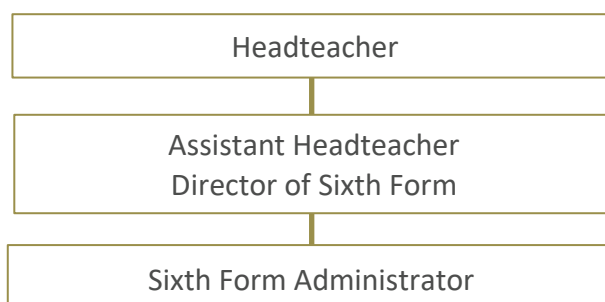 Headteacher
Assistant Headteacher
Director of Sixth Form
Sixth Form Administrator